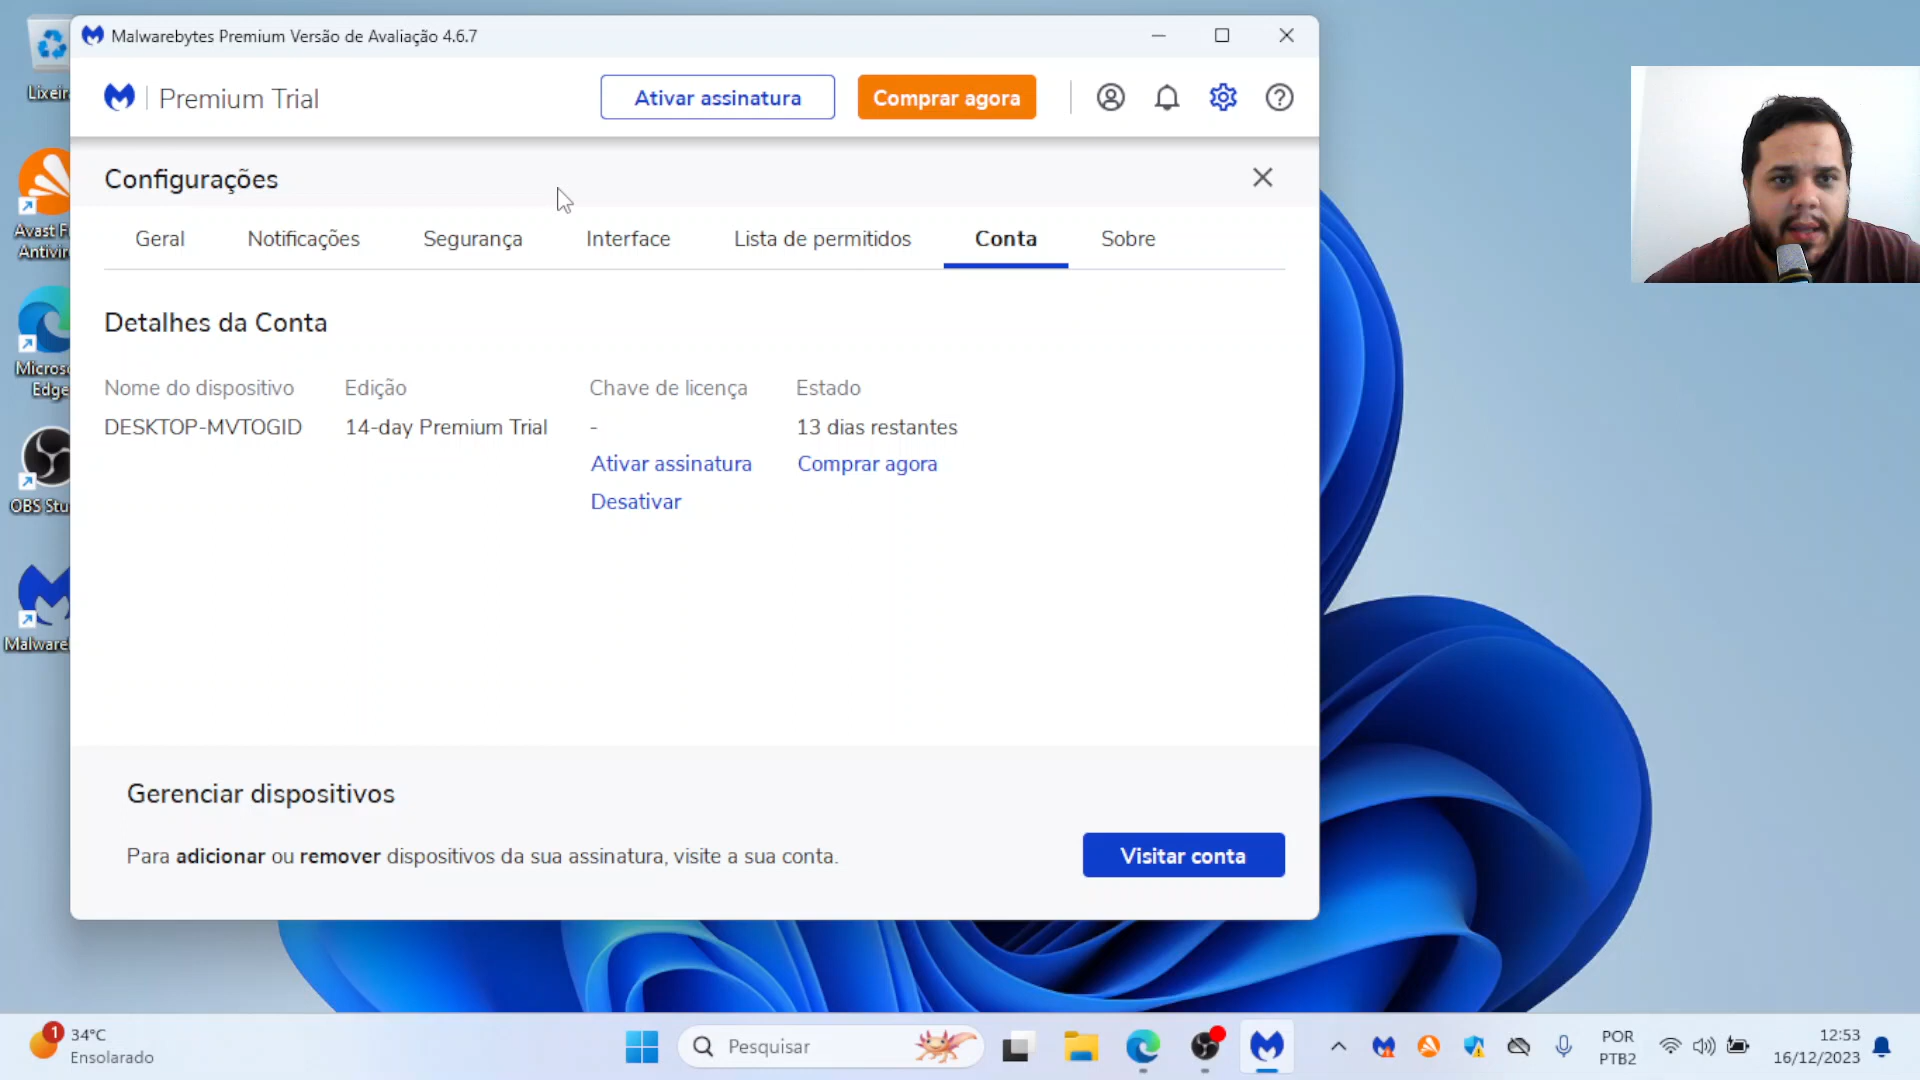 Malwarebytes Premium Versão de Avaliação 4.6.7
Premium Trial
Ativar assinatura
Comprar agora
Configurações
Geral
Notificações
Segurança
Interface
Lista de permitidos
Conta
Sobre
Detalhes da Conta
Nome do dispositivo
Edição
Chave de licença
Estado
DESKTOP-MVTOGID
14-day Premium Trial
-
13 dias restantes
Ativar assinatura
Comprar agora
Desativar
Gerenciar dispositivos
Para adicionar ou remover dispositivos da sua assinatura, visite a sua conta.
Visitar conta
Lixeir
Avast F
Antivir
Micros
Edge
OBS Stu
Malware
1
34°C
Ensolarado
Pesquisar
POR
PTB2
12:53
16/12/2023